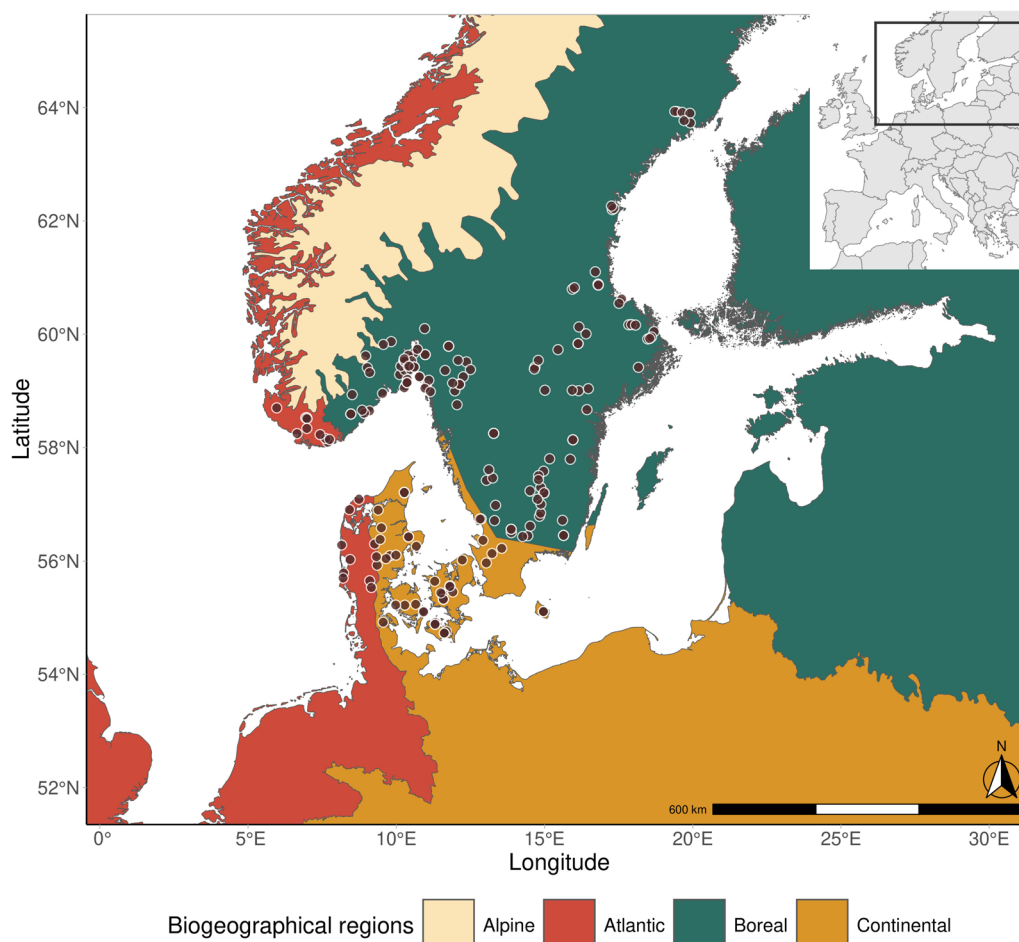 64°N
62°N
60°N
58°N
56°N
54°N
52°N
Latitude
N
600 km
0°
5°E
10°E
15°E
20°E
25°E
30°E
Longitude
Biogeographical regions
Alpine
Atlantic
Boreal
Continental